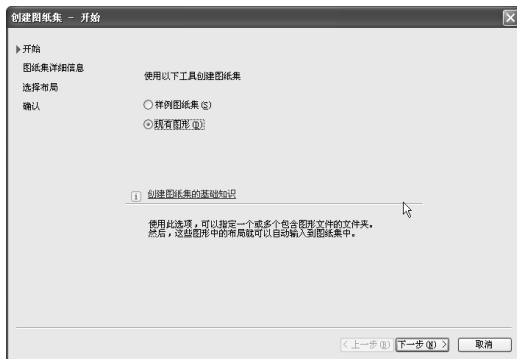 创建图纸集 - 开始
开始
图纸集详细信息
选择布局
确认
使用以下工具创建图纸集
样例图纸集(S)
现有图形(D)
创建图纸集的基础知识
使用此选项，可以指定一个或多个包含图形文件的文件夹。
然后，这些图形中的布局就可以自动输入到图纸集中。
<上一步(B) 下一步(N)> 取消